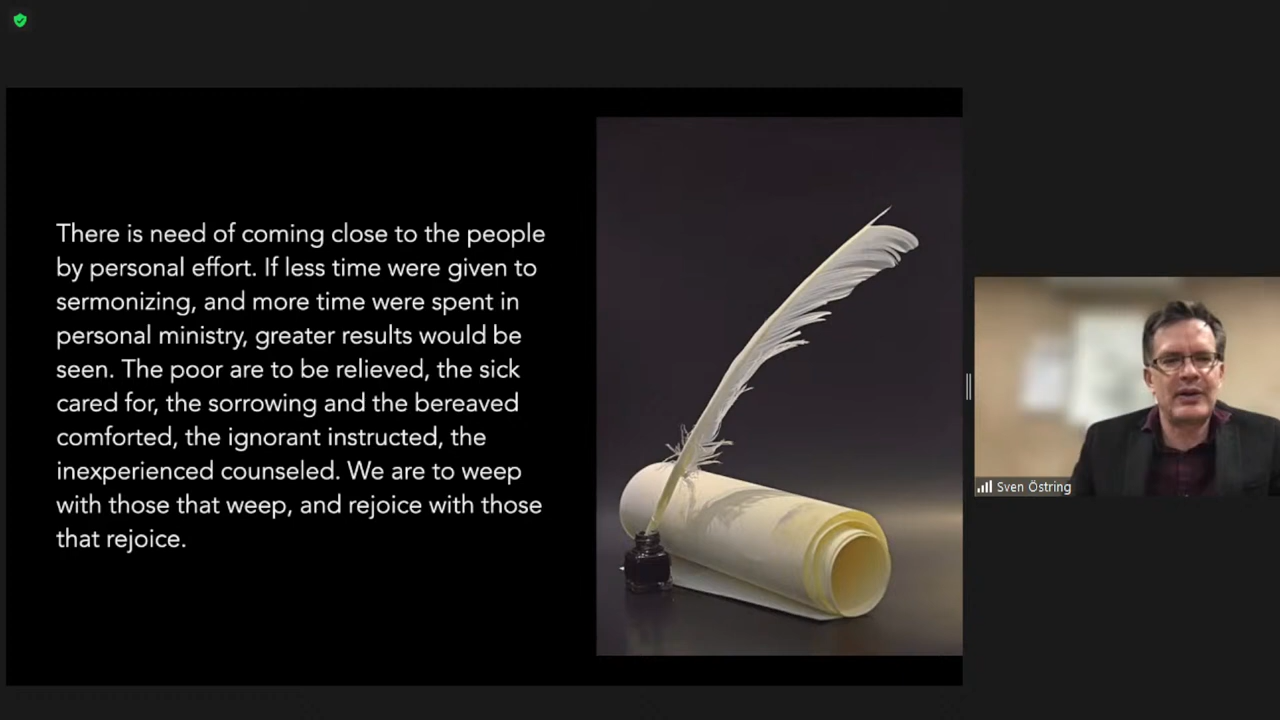 There is need of coming close to the people
by personal effort. If less time were given to
sermonizing, and more time were spent in
personal ministry, greater results would be
seen. The poor are to be relieved, the sick
cared for, the sorrowing and the bereaved
comforted, the ignorant instructed, the
inexperienced counseled. We are to weep
with those that weep, and rejoice with those
that rejoice.
Sven Östring